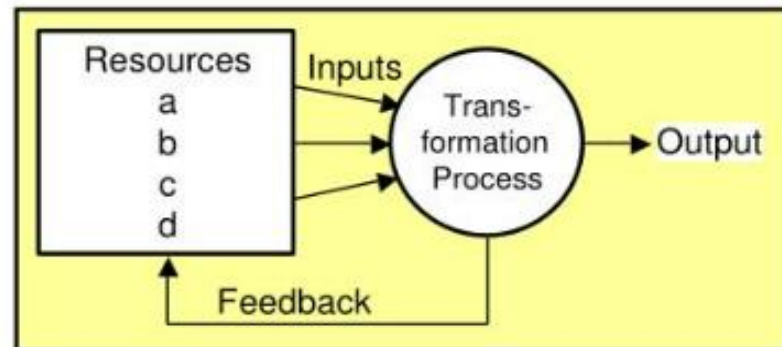 Resources
a
b
c
d
Inputs
Trans-
formation
Process
Output
Feedback